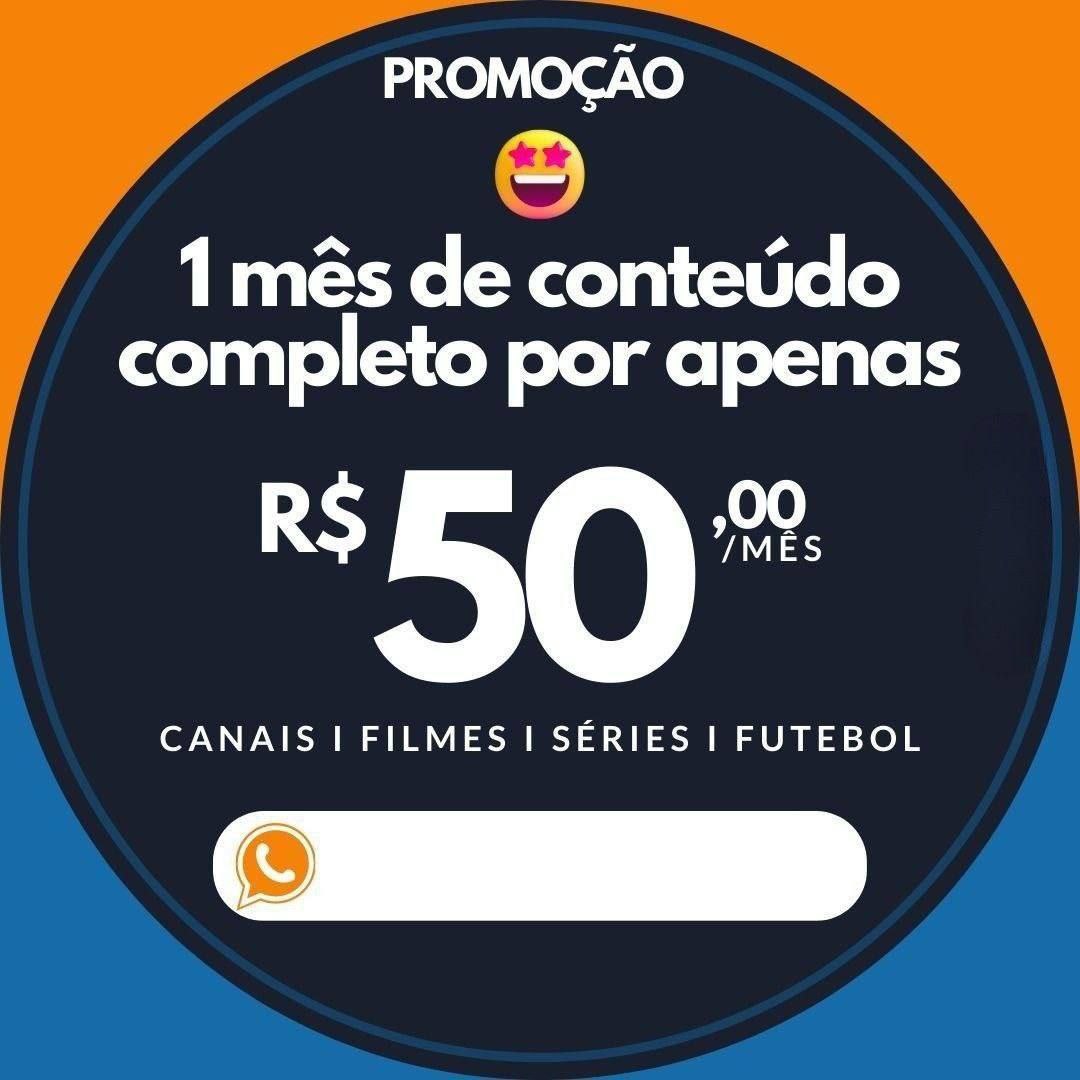 PROMOÇÃO
1 mês de conteúdo
completo por apenas
R$ 50 ,00
/MÊS
CANAIS I FILMES I SÉRIES I FUTEBOL